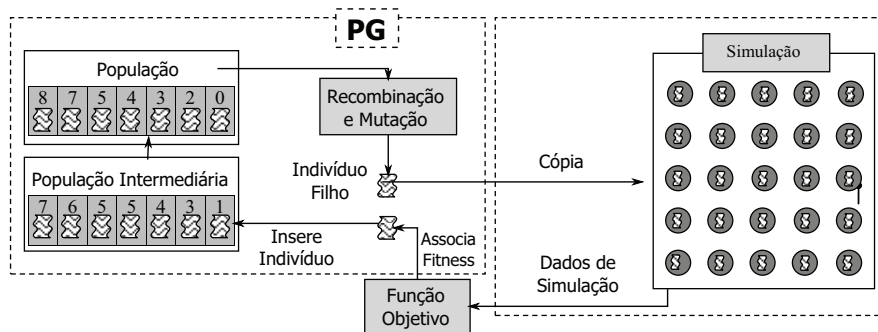 PG
População
8 7 5 4 3 2 0
Recombinação
e Mutação
Simulação
População Intermediária
7 6 5 5 4 3 1
Indivíduo
Filho
Cópia
Insere
Indivíduo
Associa
Fitness
Função
Objetivo
Dados de
Simulação